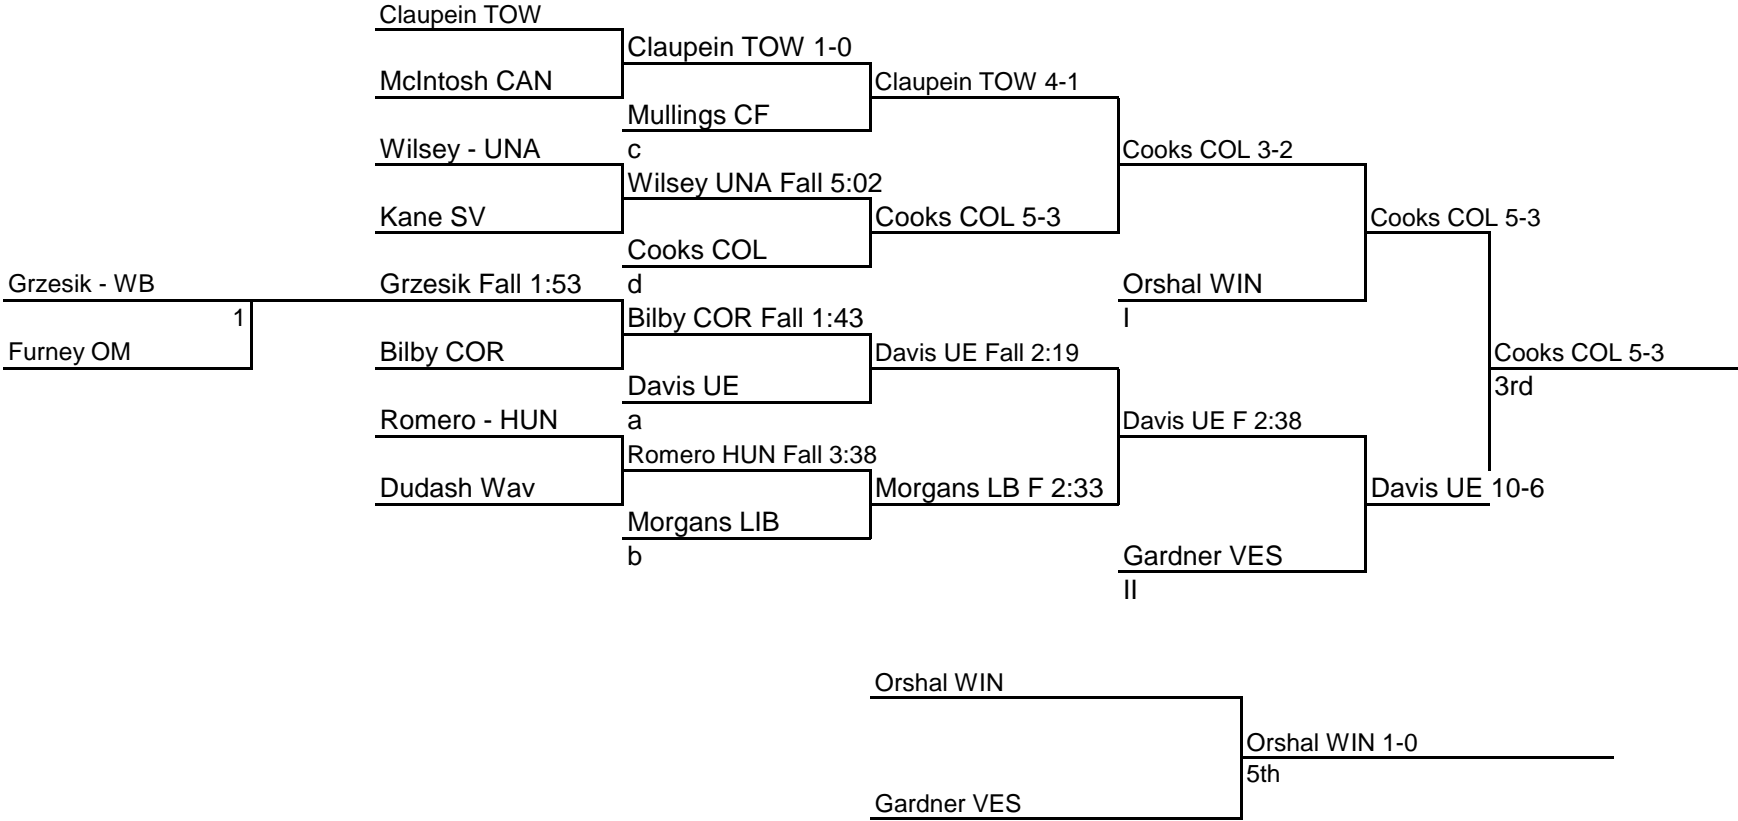 Claupein TOW
Claupein TOW 1-0
McIntosh CAN
Claupein TOW 4-1
Mullings CF
Wilsey - UNA
c
Cooks COL 3-2
Wilsey UNA Fall 5:02
Kane SV
Cooks COL 5-3
Cooks COL 5-3
Cooks COL
Grzesik - WB
Grzesik Fall 1:53
d
Orshal WIN
1
Bilby COR Fall 1:43
I
Furney OM
Bilby COR
Davis UE Fall 2:19
Cooks COL 5-3
Davis UE
3rd
Romero - HUN
a
Davis UE F 2:38
Romero HUN Fall 3:38
Dudash Wav
Morgans LB F 2:33
Davis UE 10-6
Morgans LIB
b
Gardner VES
II
Orshal WIN
Orshal WIN 1-0
5th
Gardner VES